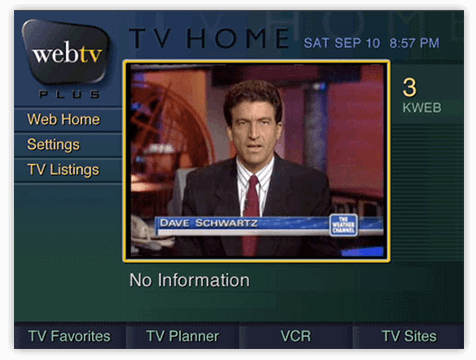 webtv
PLUS
TV HOME
SAT SEP 10 8:57 PM
3
KWEB
Web Home
Settings
TV Listings
DAVE SCHWARTZ
THE
WEATHER
CHANNEL
No Information
TV Favorites
TV Planner
VCR
TV Sites